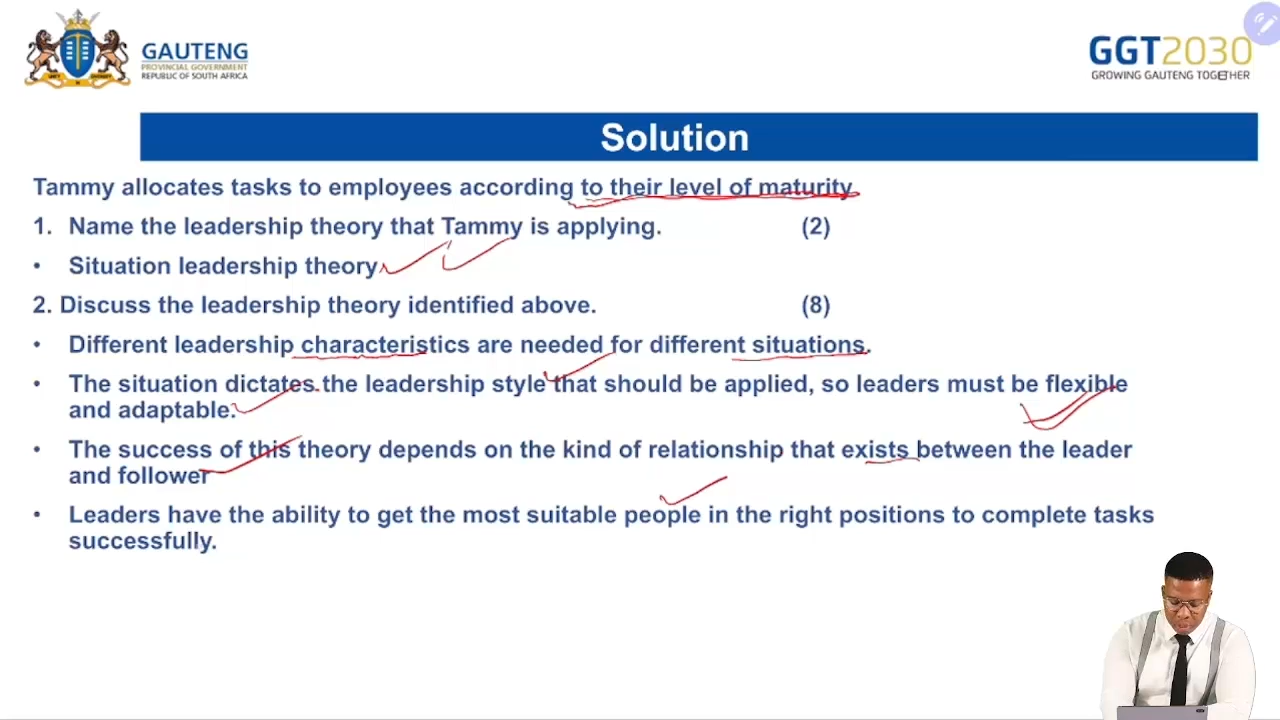 GAUTENG
PROVINCIAL GOVERNMENT
REPUBLIC OF SOUTH AFRICA
GGT2030
GROWING GAUTENG TOGETHER
Solution
Tammy allocates tasks to employees according to their level of maturity.
1. Name the leadership theory that Tammy is applying. (2)
• Situation leadership theory
2. Discuss the leadership theory identified above. (8)
• Different leadership characteristics are needed for different situations.
• The situation dictates the leadership style that should be applied, so leaders must be flexible
and adaptable.
• The success of this theory depends on the kind of relationship that exists between the leader
and follower
• Leaders have the ability to get the most suitable people in the right positions to complete tasks
successfully.